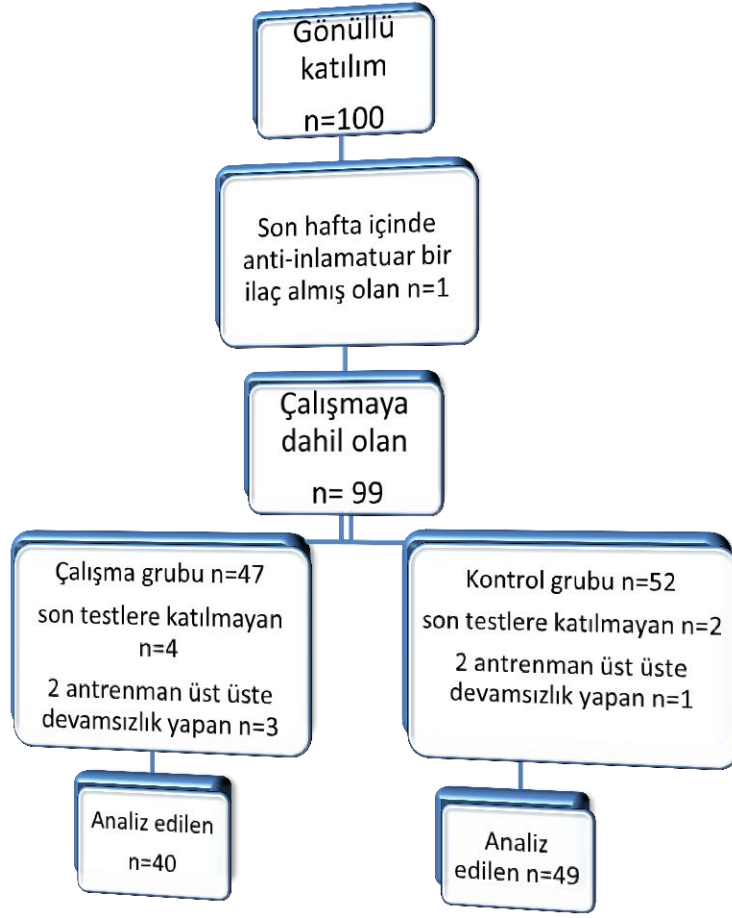 Gönüllü
katılım
n=100
Son hafta içinde
anti-inlamatuar bir
ilaç almış olan n=1
Çalışmaya
dahil olan
n= 99
Çalışma grubu n=47
son testlere katılmayan
n=4
2 antrenman üst üste
devamsızlık yapan n=3
Kontrol grubu n=52
son testlere katılmayan n=2
2 antrenman üst üste
devamsızlık yapan n=1
Analiz edilen
n=40
Analiz
edilen n=49